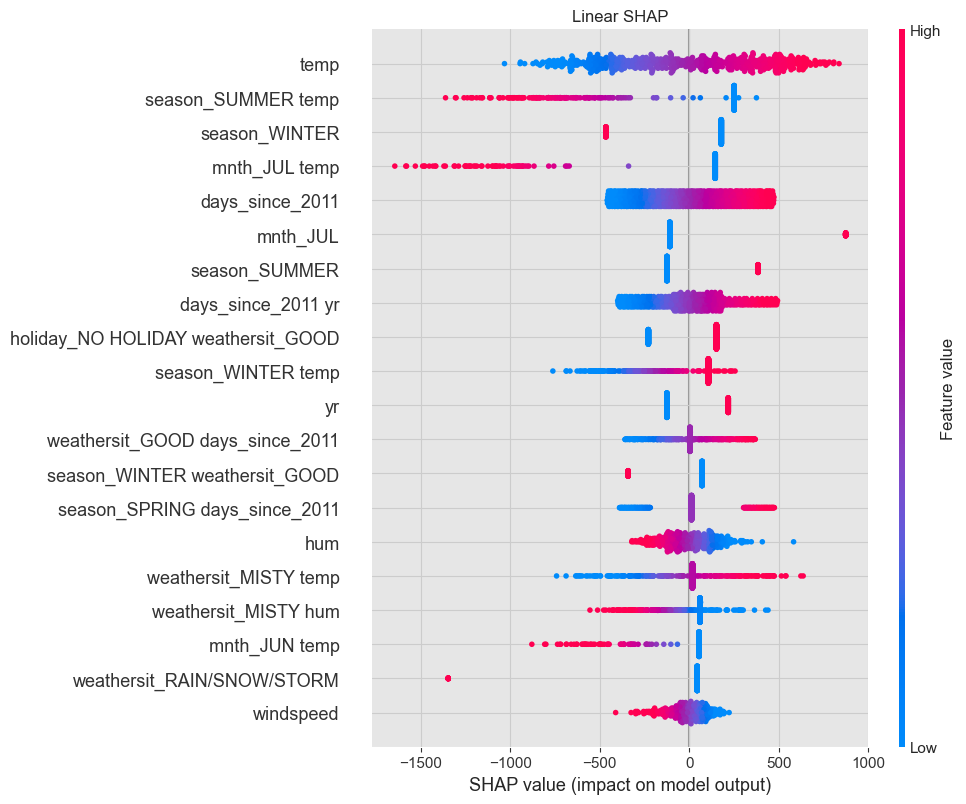 Linear SHAP
High
temp
season_SUMMER temp
season_WINTER
mnth_JUL temp
days_since_2011
mnth_JUL
season_SUMMER
days_since_2011 yr
holiday_NO HOLIDAY weathersit_GOOD
season_WINTER temp
yr
weathersit_GOOD days_since_2011
season_WINTER weathersit_GOOD
season_SPRING days_since_2011
hum
weathersit_MISTY temp
weathersit_MISTY hum
mnth_JUN temp
weathersit_RAIN/SNOW/STORM
windspeed
Feature value
Low
−1500 −1000 −500 0 500 1000
SHAP value (impact on model output)